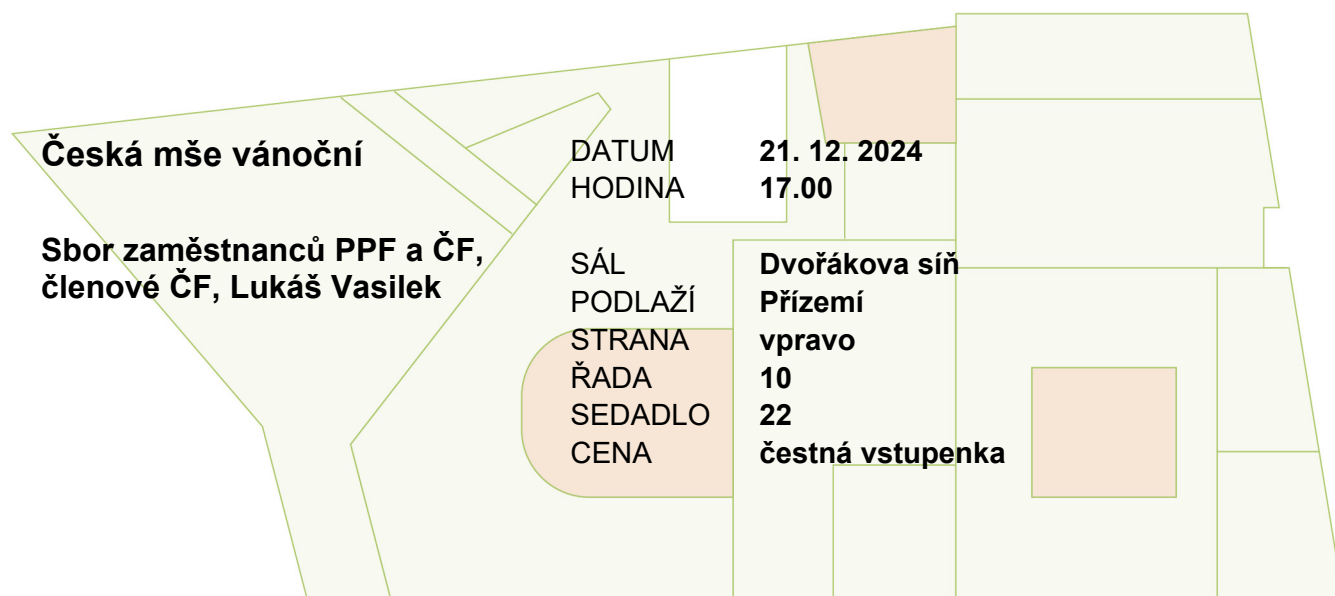 Česká mše vánoční
Sbor zaměstnanců PPF a ČF,
členové ČF, Lukáš Vasilek
DATUM 21. 12. 2024
HODINA 17.00
SÁL Dvořákova síň
PODLAŽÍ Přízemí
STRANA vpravo
ŘADA 10
SEDADLO 22
CENA čestná vstupenka